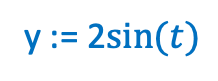 y := 2sin(t)